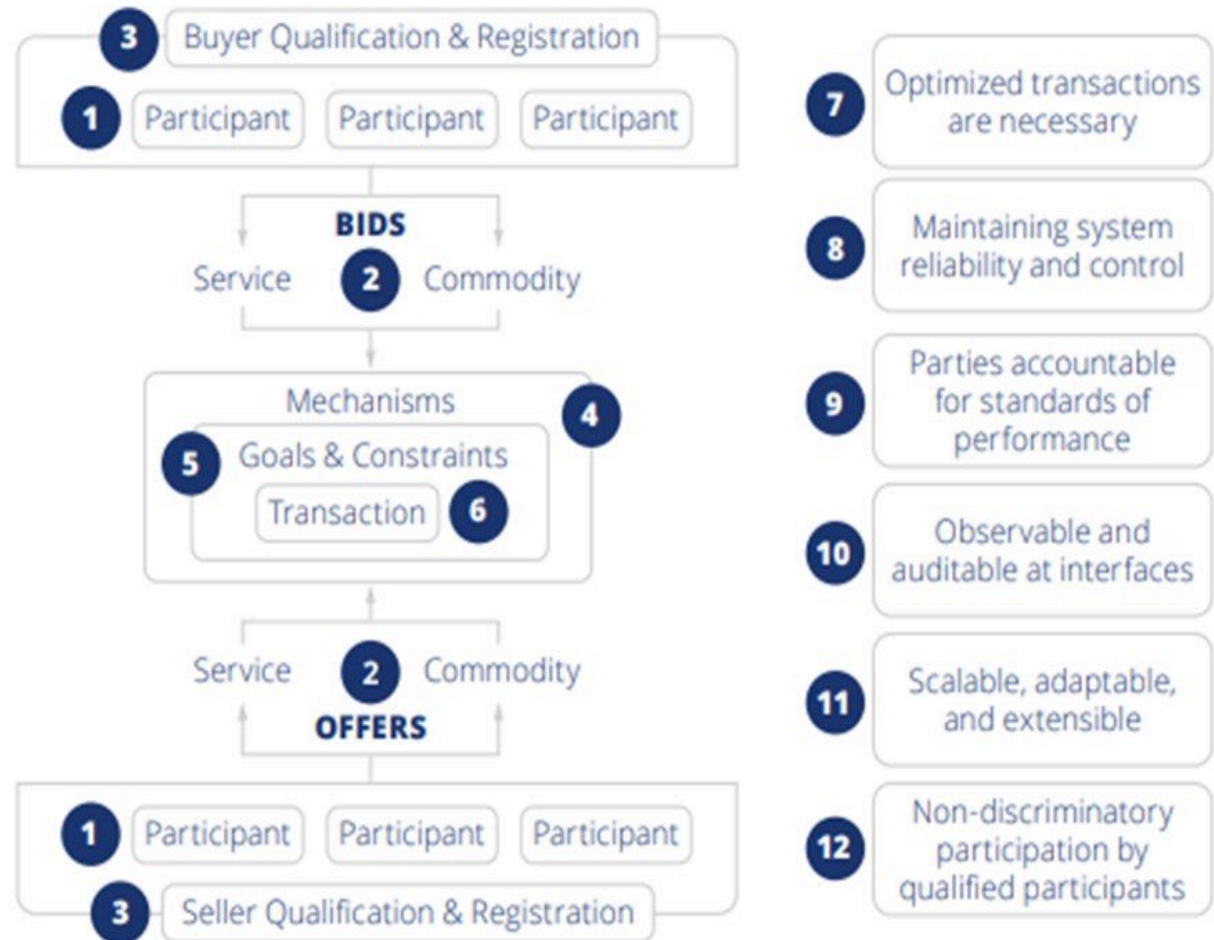 3 Buyer Qualification & Registration
1 Participant Participant Participant
BIDS
Service 2 Commodity
Mechanisms
4
5 Goals & Constraints
Transaction 6
Service 2 Commodity
OFFERS
1 Participant Participant Participant
3 Seller Qualification & Registration
7 Optimized transactions
are necessary
8 Maintaining system
reliability and control
9 Parties accountable
for standards of
performance
10 Observable and
auditable at interfaces
11 Scalable, adaptable,
and extensible
12 Non-discriminatory
participation by
qualified participants